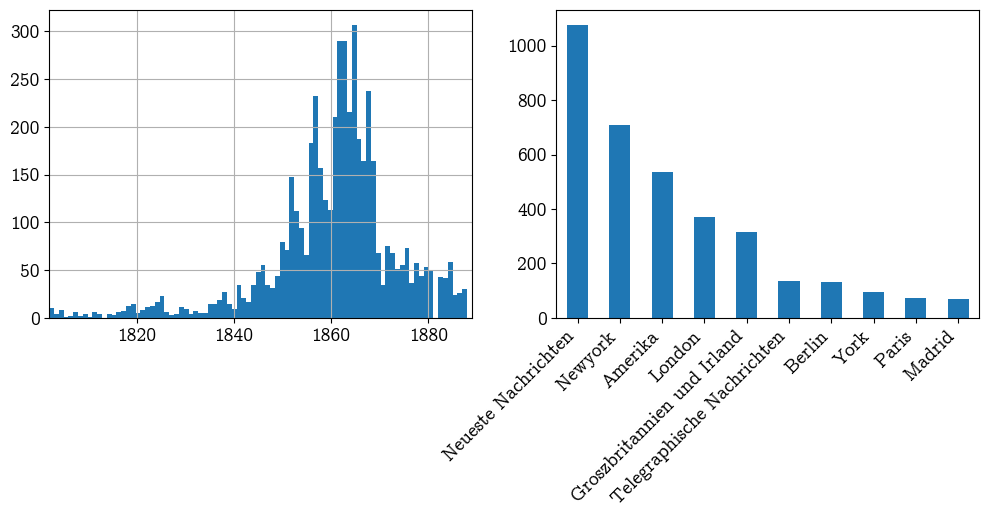 300
250
200
150
100
50
0
1820
1840
1860
1880
1000
800
600
400
200
0
Neueste Nachrichten
Newyork
Amerika
London
Groszbritannien und Irland
Telegraphische Nachrichten
Berlin
York
Paris
Madrid